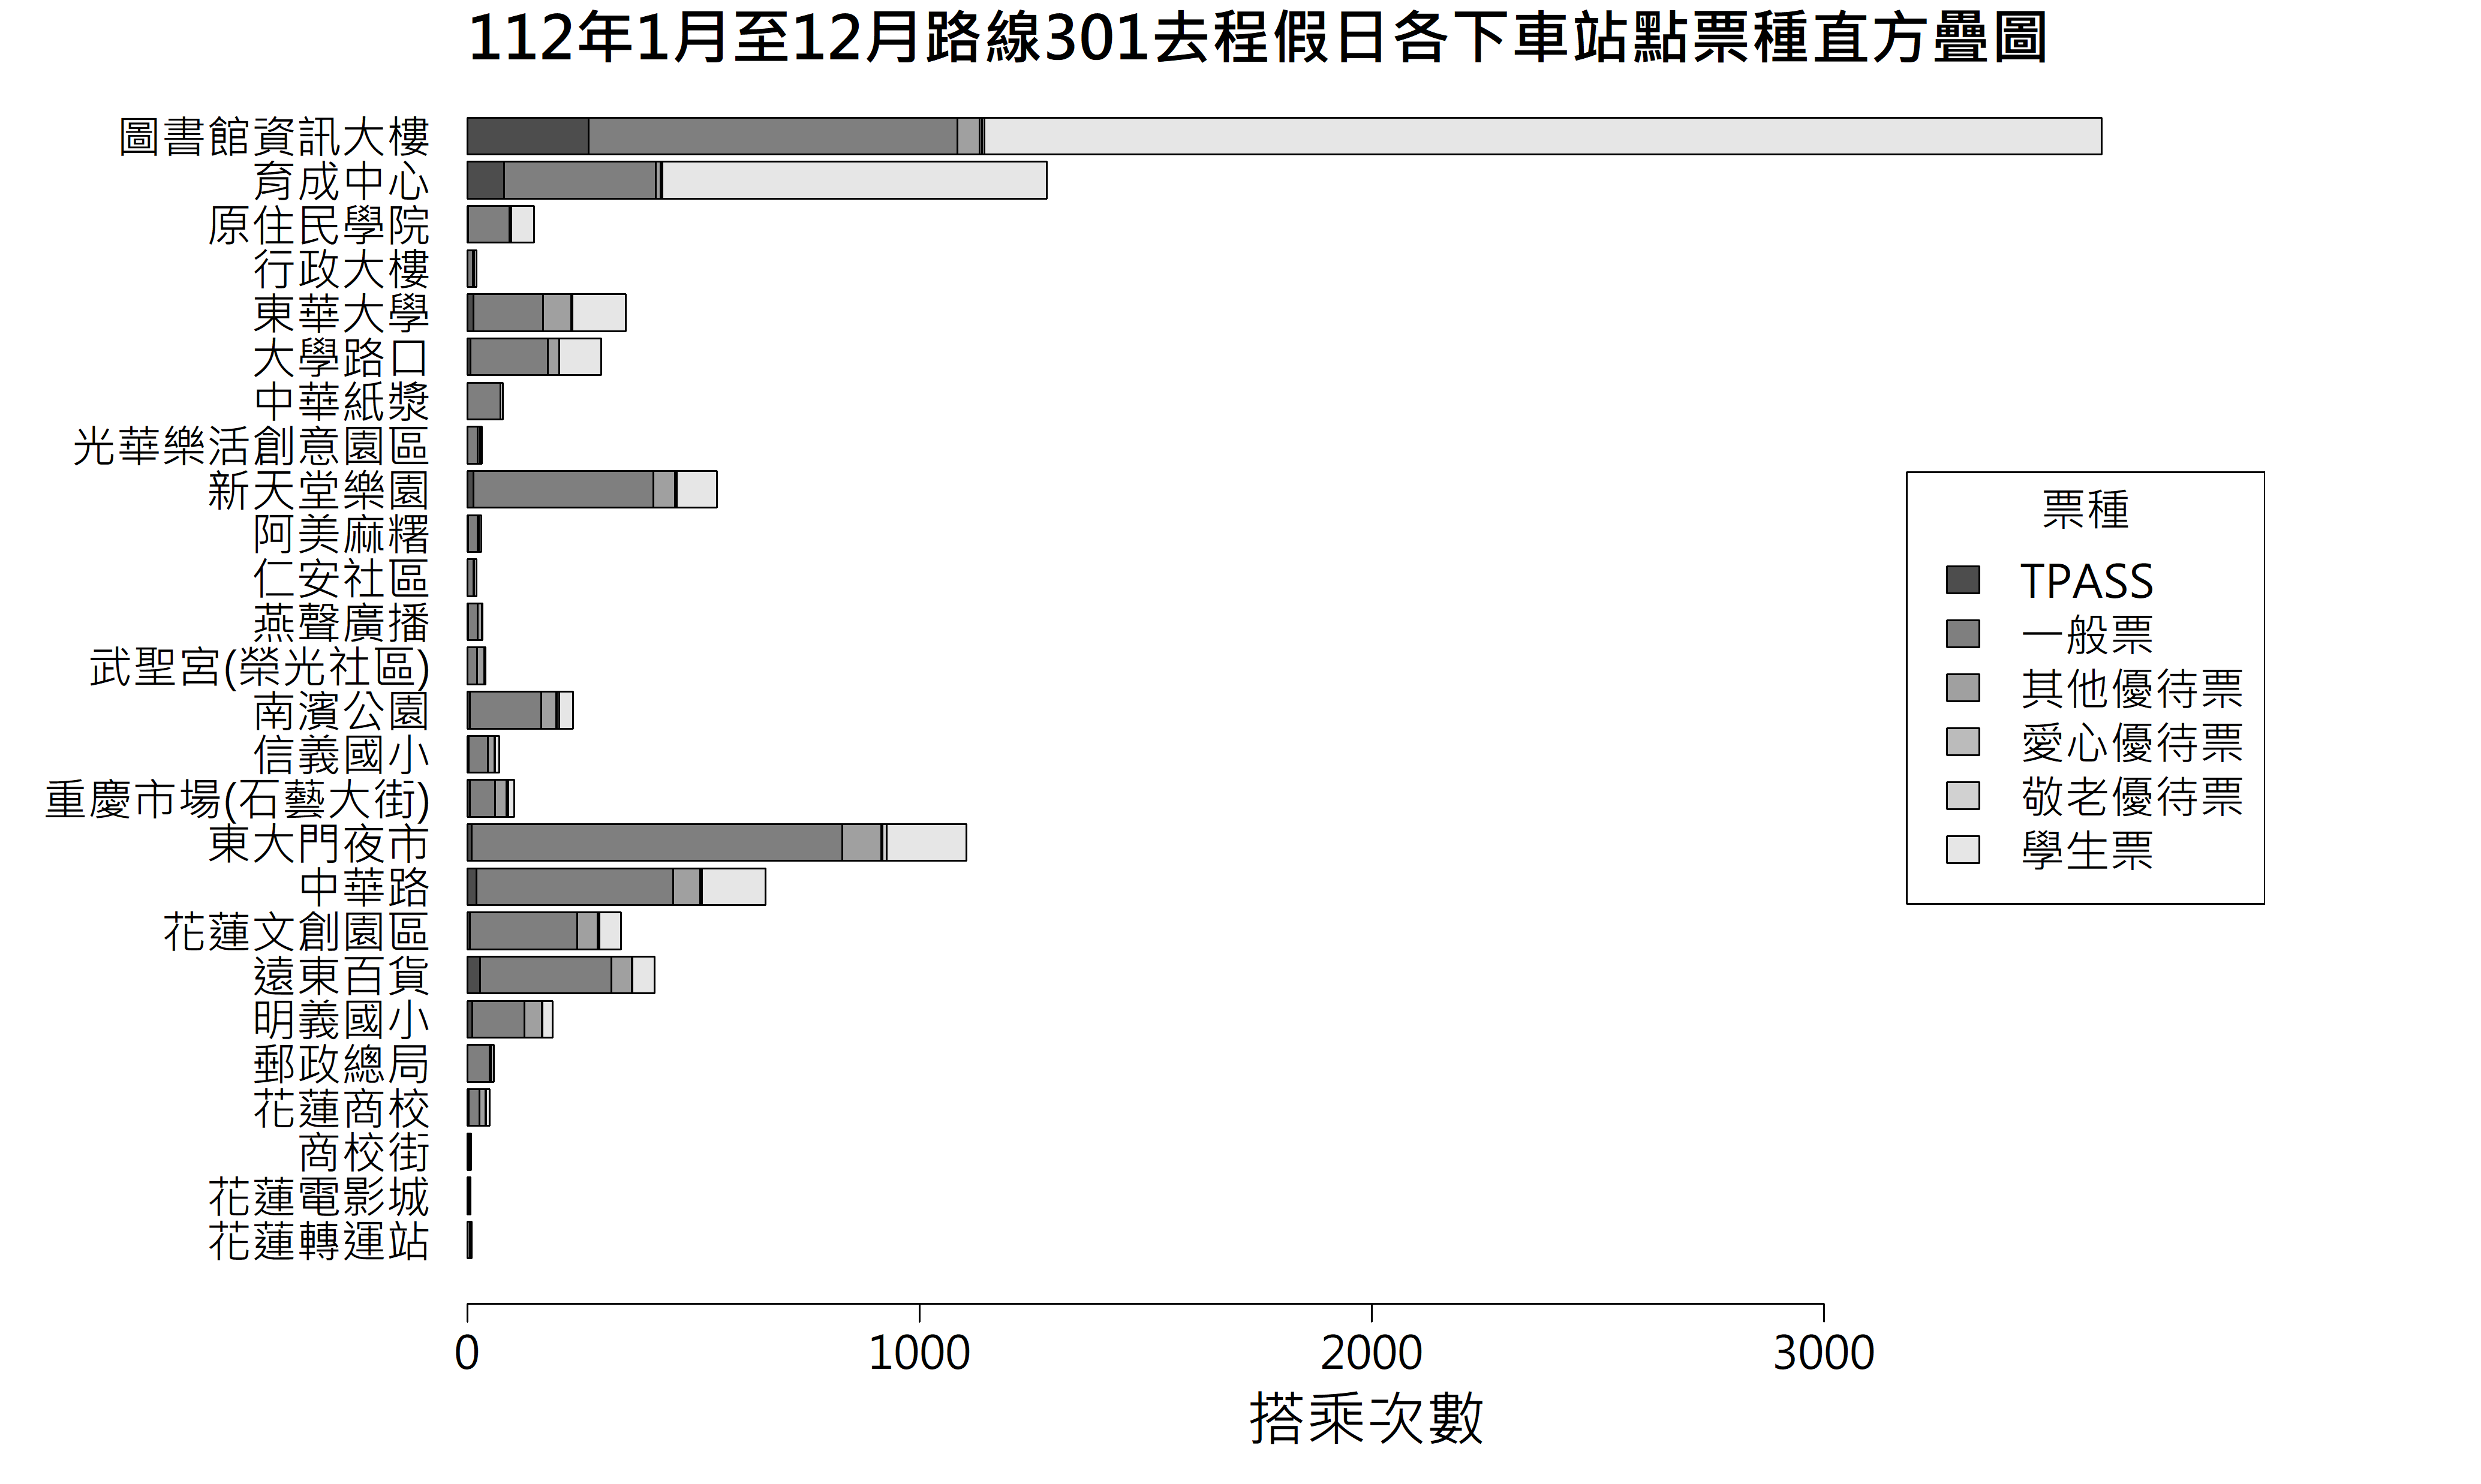 112年1月至12月路線301去程假日各下車站點票種直方疊圖
圖書館資訊大樓
育成中心
原住民學院
行政大樓
東華大學
大學路口
中華紙漿
光華樂活創意園區
新天堂樂園
阿美麻糬
仁安社區
燕聲廣播
武聖宮(榮光社區)
南濱公園
信義國小
重慶市場(石藝大街)
東大門夜市
中華路
花蓮文創園區
遠東百貨
明義國小
郵政總局
花蓮商校
商校街
花蓮電影城
花蓮轉運站
票種
TPASS
一般票
其他優待票
愛心優待票
敬老優待票
學生票
0 1000 2000 3000
搭乘次數